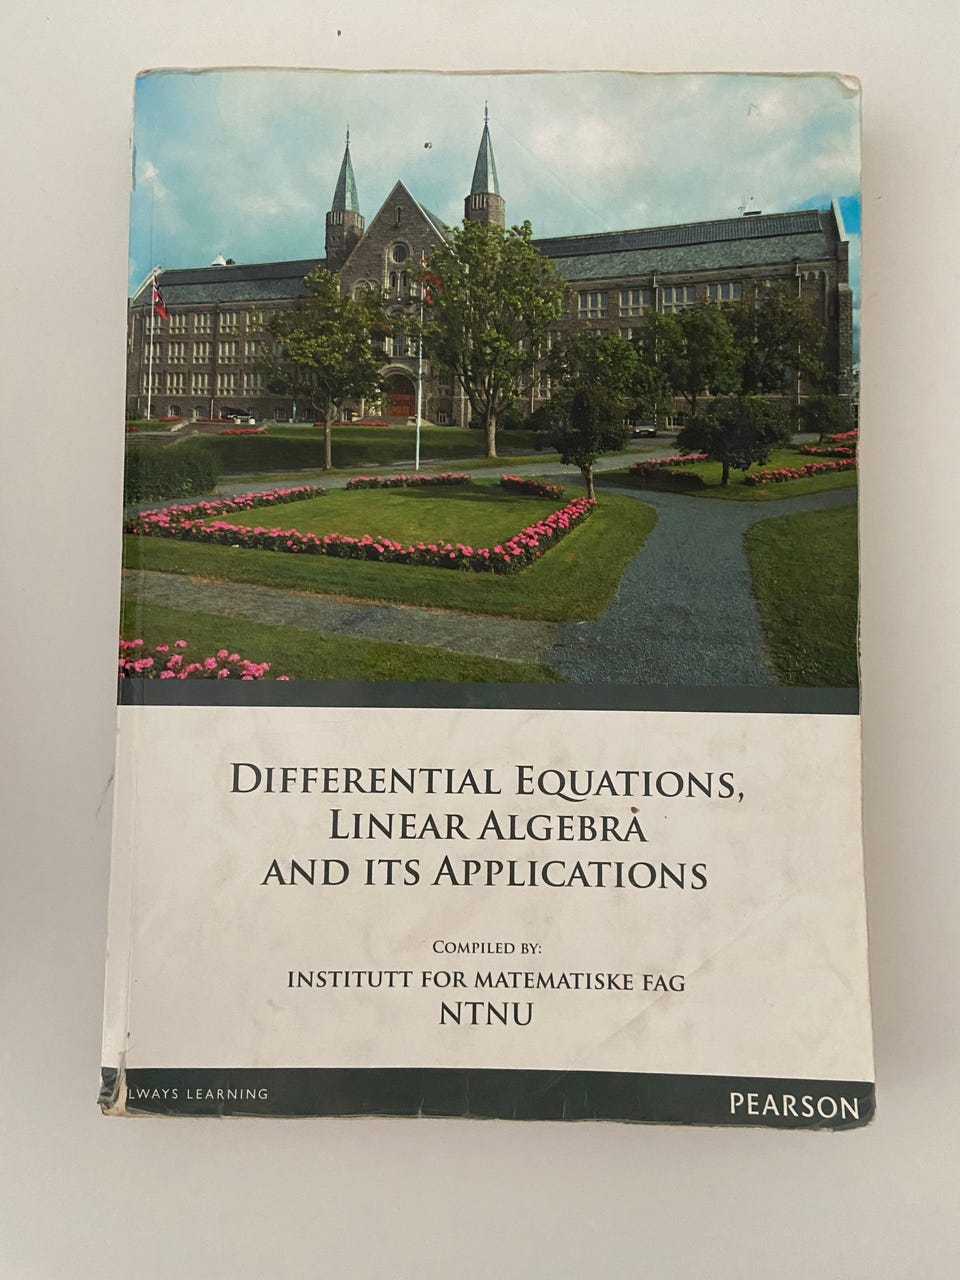 Differential Equations,
Linear Algebra
and its Applications
Compiled by:
Institutt for matematiske fag
NTNU
LWAYS LEARNING
PEARSON